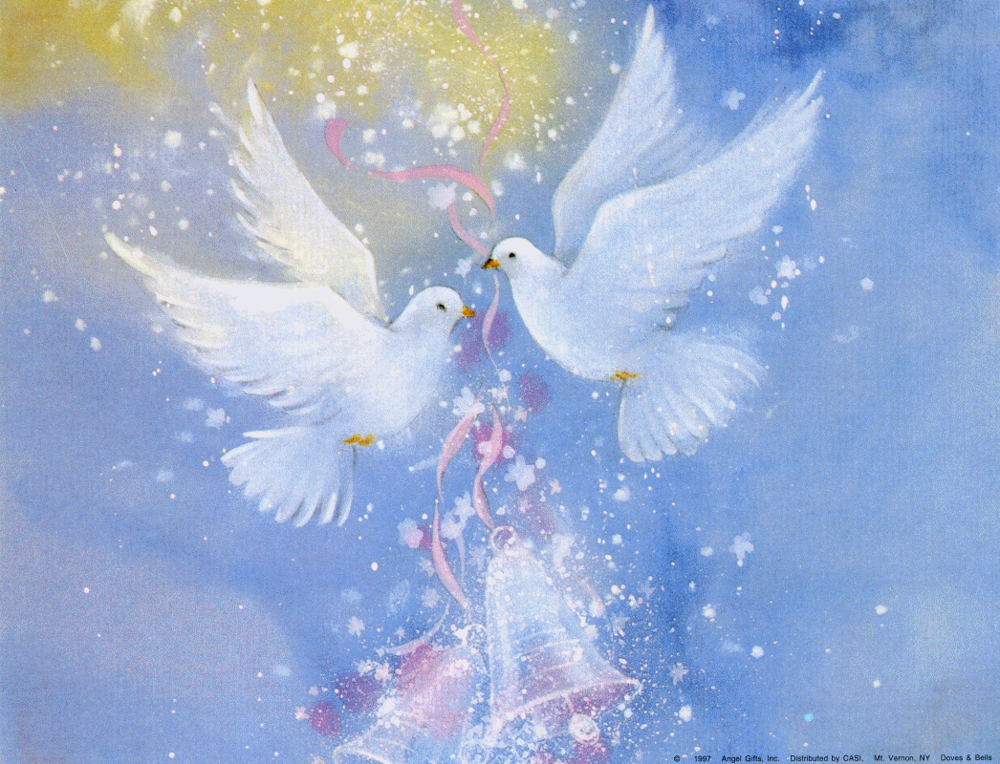 © 1997 Angel Gifts, Inc. Distributed by CASI, Mt. Vernon, NY Doves & Bells